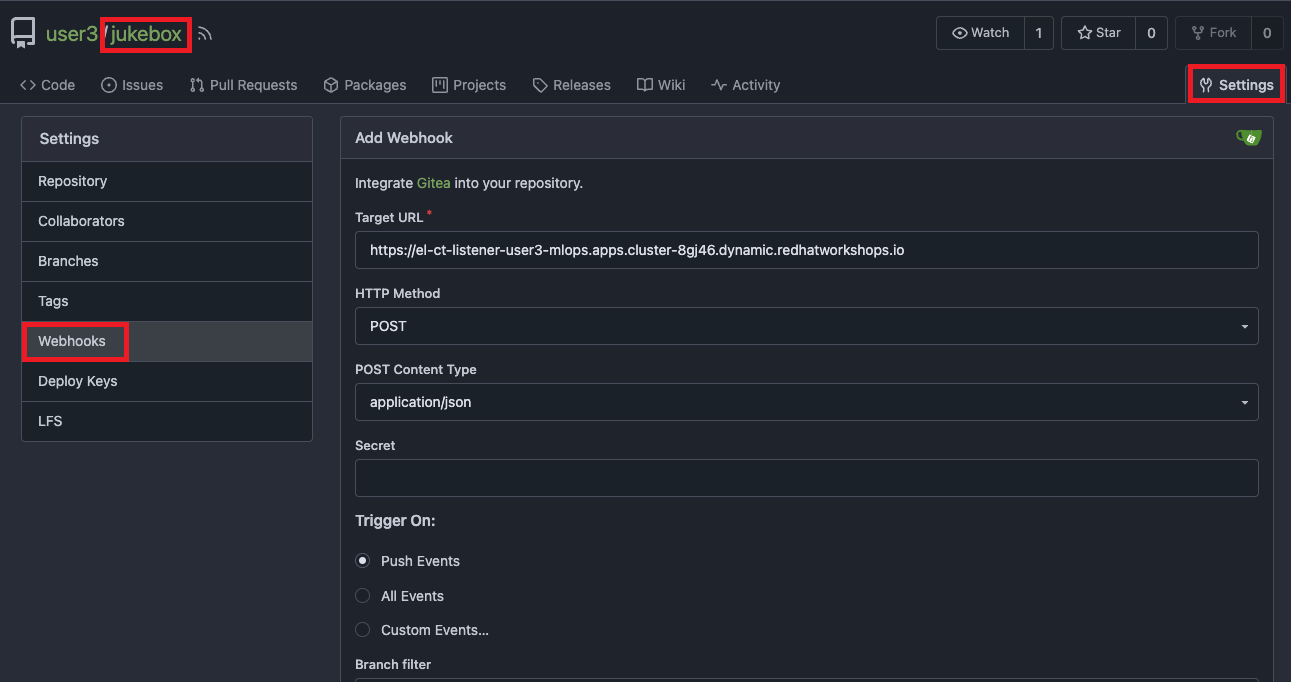 user3/jukebox
Watch 1 Star 0 Fork 0
Code Issues Pull Requests Packages Projects Releases Wiki Activity Settings
Settings
Repository
Collaborators
Branches
Tags
Webhooks
Deploy Keys
LFS
Add Webhook
Integrate Gitea into your repository.
Target URL *
https://el-ct-listener-user3-mlops.apps.cluster-8gj46.dynamic.redhatworkshops.io
HTTP Method
POST
POST Content Type
application/json
Secret
Trigger On:
Push Events
All Events
Custom Events...
Branch filter